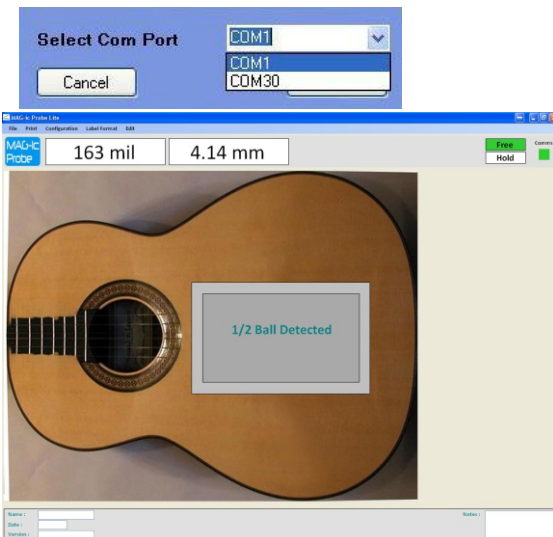 Select Com Port
COM1
COM1
COM30
Cancel
MAG-ic Probe Lite
File Print Configuration Label Format Edit
MAG-ic
Probe
163 mil
4.14 mm
Free
Hold
Comms
1/2 Ball Detected
Name :
Date :
Version :
Notes :